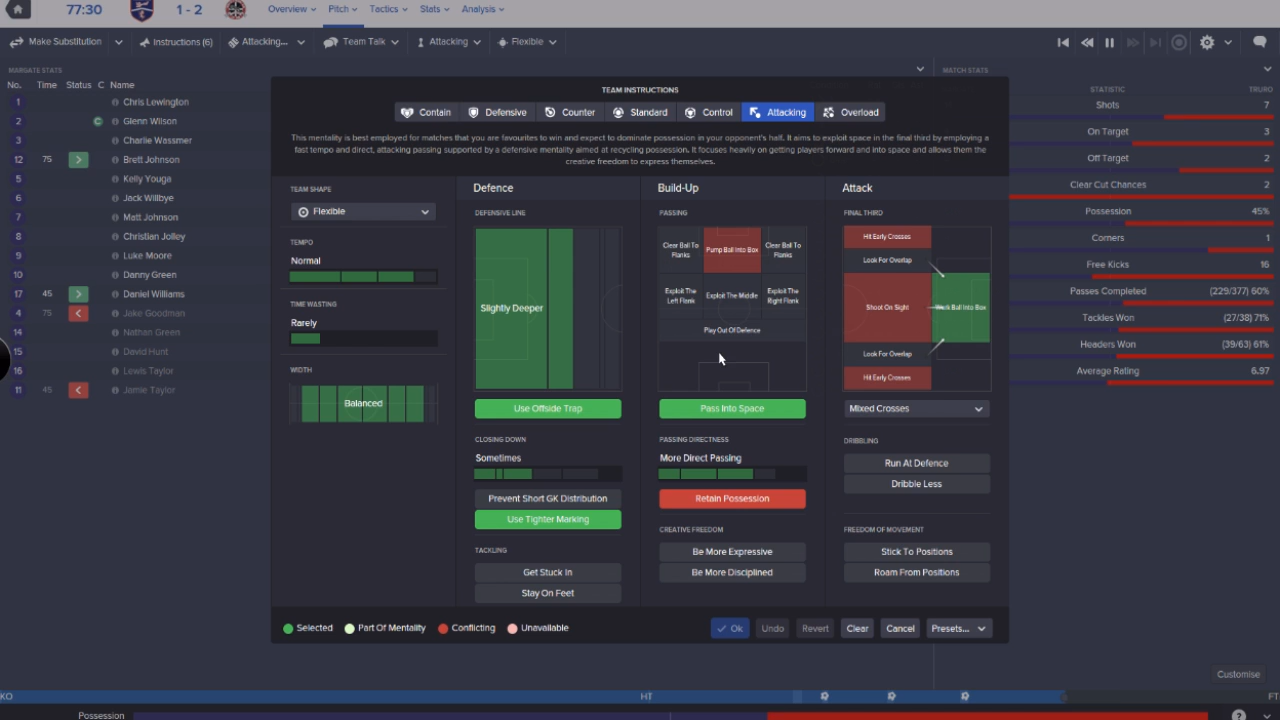 77:30
1 - 2
Overview
Pitch
Tactics
Stats
Analysis
Make Substitution
Instructions (6)
Attacking...
Team Talk
Attacking
Flexible
MARGATE STATS
MATCH STATS
No. Time Status C Name
1 Chris Lewington
2 Glenn Wilson
3 Charlie Wassmer
12 75 Brett Johnson
5 Kelly Youga
6 Jack Willbye
7 Matt Johnson
8 Christian Jolley
9 Luke Moore
10 Danny Green
17 45 Daniel Williams
4 75 Jake Goodman
14 Nathan Green
15 David Hunt
16 Lewis Taylor
11 45 Jamie Taylor
TEAM INSTRUCTIONS
Contain
Defensive
Counter
Standard
Control
Attacking
Overload
This mentality is best employed for matches that you are favourites to win and expect to dominate possession in your opponent's half. It aims to exploit space in the final third by employing a
fast tempo and direct, attacking passing supported by a defensive mentality aimed at recycling possession. It focuses heavily on getting players forward and into space and allows them the
creative freedom to express themselves.
TEAM SHAPE
Flexible
TEMPO
Normal
TIME WASTING
Rarely
WIDTH
Balanced
Defence
DEFENSIVE LINE
Slightly Deeper
Use Offside Trap
CLOSING DOWN
Sometimes
Prevent Short GK Distribution
Use Tighter Marking
TACKLING
Get Stuck In
Stay On Feet
Build-Up
PASSING
Clear Ball To
Flanks
Pump Ball Into Box
Clear Ball To
Flanks
Exploit The
Left Flank
Exploit The Middle
Exploit The
Right Flank
Play Out Of Defence
Pass Into Space
PASSING DIRECTNESS
More Direct Passing
Retain Possession
CREATIVE FREEDOM
Be More Expressive
Be More Disciplined
Attack
FINAL THIRD
Hit Early Crosses
Look For Overlap
Shoot On Sight
Work Ball Into Box
Look For Overlap
Hit Early Crosses
Mixed Crosses
DRIBBLING
Run At Defence
Dribble Less
FREEDOM OF MOVEMENT
Stick To Positions
Roam From Positions
Selected
Part Of Mentality
Conflicting
Unavailable
Ok
Undo
Revert
Clear
Cancel
Presets...
STATISTIC TRURO
Shots 7
On Target 3
Off Target 2
Clear Cut Chances 2
Possession 45%
Corners 1
Free Kicks 16
Passes Completed (229/377) 60%
Tackles Won (27/38) 71%
Headers Won (39/63) 61%
Average Rating 6.97
Customise
KO
HT
FT
Possession
?